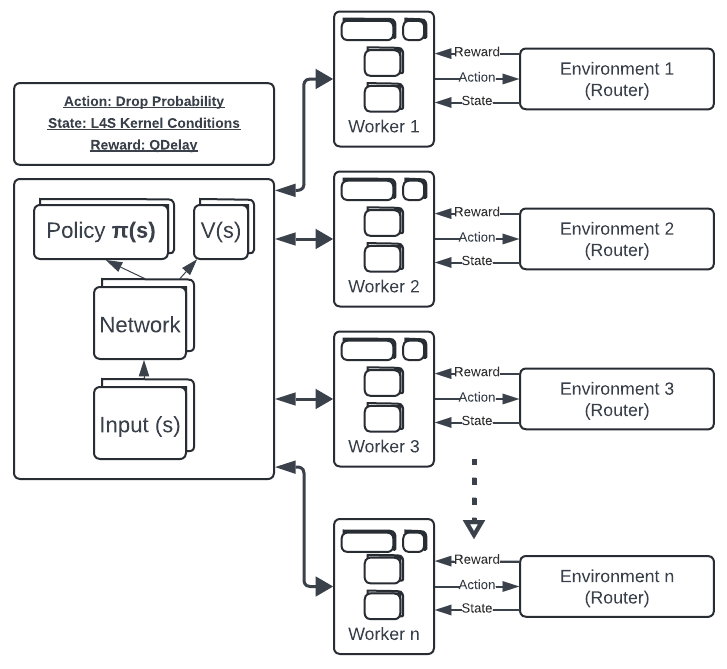 Action: Drop Probability
State: L4S Kernel Conditions
Reward: QDelay
Policy π(s)
V(s)
Network
Input (s)
Worker 1
Reward
Action
State
Environment 1
(Router)
Worker 2
Reward
Action
State
Environment 2
(Router)
Worker 3
Reward
Action
State
Environment 3
(Router)
Worker n
Reward
Action
State
Environment n
(Router)